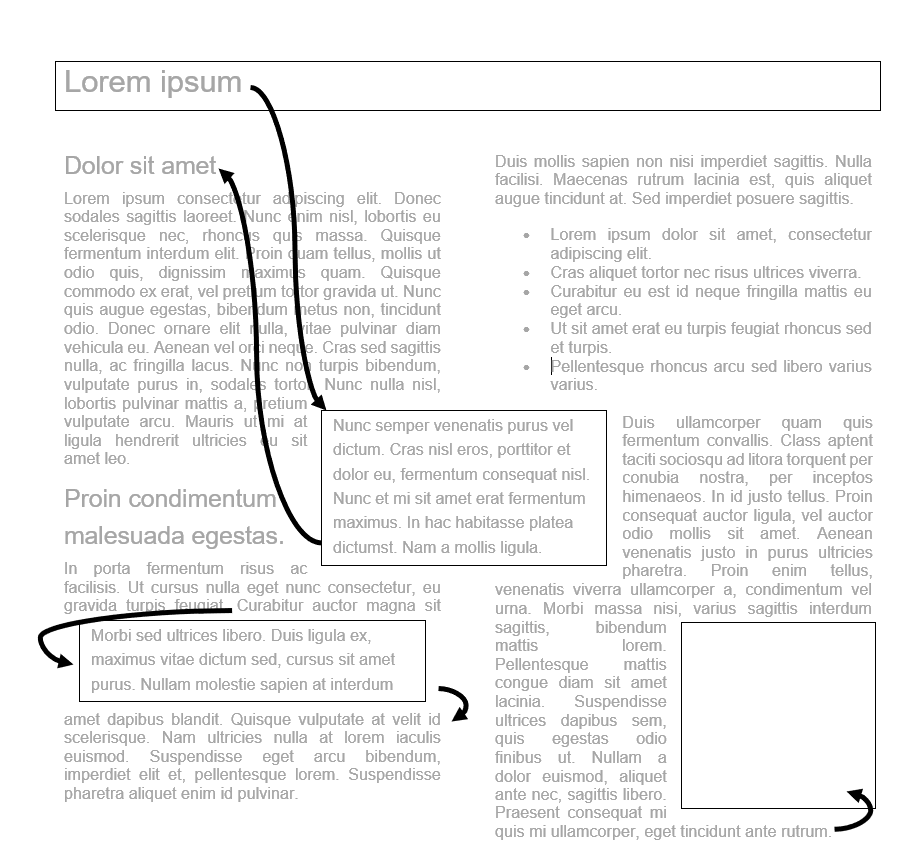 Lorem ipsum
Nunc semper venenatis purus vel
dictum. Cras nisl eros, porttitor et
dolor eu, fermentum consequat nisl.
Nunc et mi sit amet erat fermentum
maximus. In hac habitasse platea
dictumst. Nam a mollis ligula.
Dolor sit amet
Lorem ipsum consectetur adipiscing elit. Donec
sodales sagittis laoreet. Nunc enim nisl, lobortis eu
scelerisque nec, rhoncus quis massa. Quisque
fermentum interdum elit. Proin quam tellus, mollis ut
odio quis, dignissim maximus quam. Quisque
commodo ex erat, vel pretium tortor gravida ut. Nunc
quis augue egestas, bibendum metus non, tincidunt
odio. Donec ornare elit nulla, vitae pulvinar diam
vehicula eu. Aenean vel orci neque. Cras sed sagittis
nulla, ac fringilla lacus. Nunc non turpis bibendum,
vulputate purus in, sodales tortor. Nunc nulla nisl,
lobortis pulvinar mattis a, pretium
vulputate arcu. Mauris ut mi at
ligula hendrerit ultricies eu sit
amet leo.
Proin condimentum
malesuada egestas.
In porta fermentum risus ac
facilisis. Ut cursus nulla eget nunc consectetur, eu
gravida turpis feugiat. Curabitur auctor magna sit
Morbi sed ultrices libero. Duis ligula ex,
maximus vitae dictum sed, cursus sit amet
purus. Nullam molestie sapien at interdum
amet dapibus blandit. Quisque vulputate at velit id
scelerisque. Nam ultricies nulla at lorem iaculis
euismod. Suspendisse eget arcu bibendum,
imperdiet elit et, pellentesque lorem. Suspendisse
pharetra aliquet enim id pulvinar.
Duis mollis sapien non nisi imperdiet sagittis. Nulla
facilisi. Maecenas rutrum lacinia est, quis aliquet
augue tincidunt at. Sed imperdiet posuere sagittis.
• Lorem ipsum dolor sit amet, consectetur
adipiscing elit.
• Cras aliquet tortor nec risus ultrices viverra.
• Curabitur eu est id neque fringilla mattis eu
eget arcu.
• Ut sit amet erat eu turpis feugiat rhoncus sed
et turpis.
• Pellentesque rhoncus arcu sed libero varius
varius.
Duis ullamcorper quam quis
fermentum convallis. Class aptent
taciti sociosqu ad litora torquent per
conubia nostra, per inceptos
himenaeos. In id justo tellus. Proin
consequat auctor ligula, vel auctor
odio mollis sit amet. Aenean
venenatis justo in purus ultricies
pharetra. Proin enim tellus,
venenatis viverra ullamcorper a, condimentum vel
urna. Morbi massa nisi, varius sagittis interdum
sagittis, bibendum
mattis lorem.
Pellentesque mattis
congue diam sit amet
lacinia. Suspendisse
ultrices dapibus sem,
quis egestas odio
finibus ut. Nullam a
dolor euismod, aliquet
ante nec, sagittis libero.
Praesent consequat mi
quis mi ullamcorper, eget tincidunt ante rutrum.